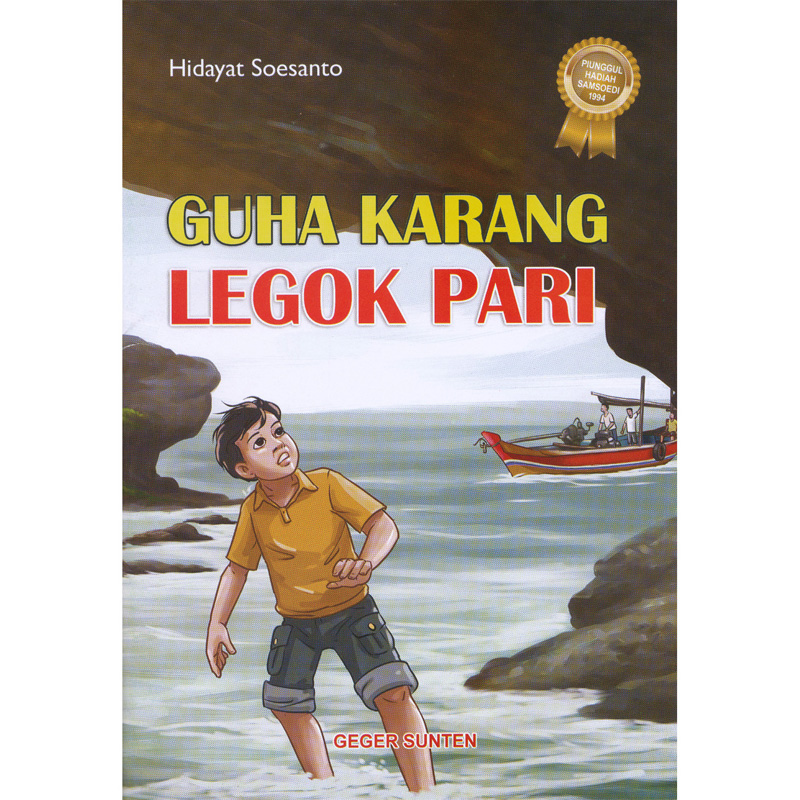 Hidayat Soesanto
PIUNGGUL
HADIAH
SAMSOEDI
1994
GUHA KARANG
LEGOK PARI
GEGER SUNTEN